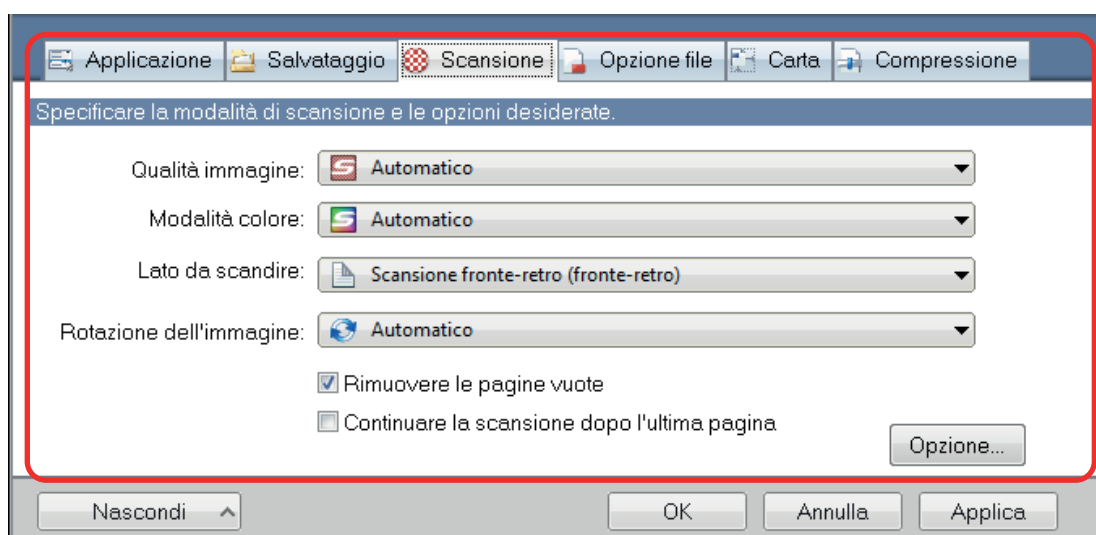 Applicazione Salvataggio Scansione Opzione file Carta Compressione
Specificare la modalità di scansione e le opzioni desiderate.
Qualità immagine: Automatico
Modalità colore: Automatico
Lato da scandire: Scansione fronte-retro (fronte-retro)
Rotazione dell'immagine: Automatico
Rimuovere le pagine vuote
Continuare la scansione dopo l'ultima pagina
Opzione...
Nascondi OK Annulla Applica